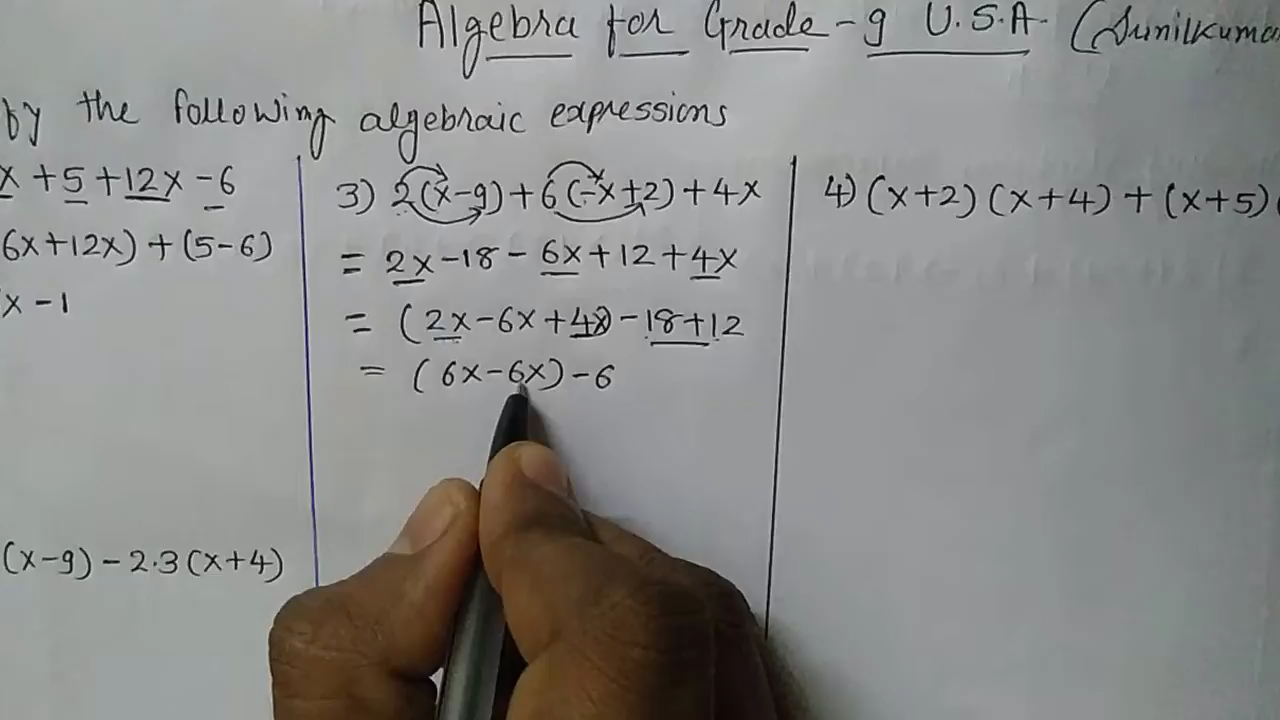 Algebra for Grade-9 U.S.A. (Sunilkuma
by the following algebraic expressions
x + 5 + 12x - 6
6x + 12x) + (5 - 6)
x - 1
(x - 9) - 2.3 (x + 4)
3) 2(x - 9) + 6(-x + 2) + 4x
= 2x - 18 - 6x + 12 + 4x
= (2x - 6x + 4x) - 18 + 12
= (6x - 6x) - 6
4) (x + 2) (x + 4) + (x + 5) (